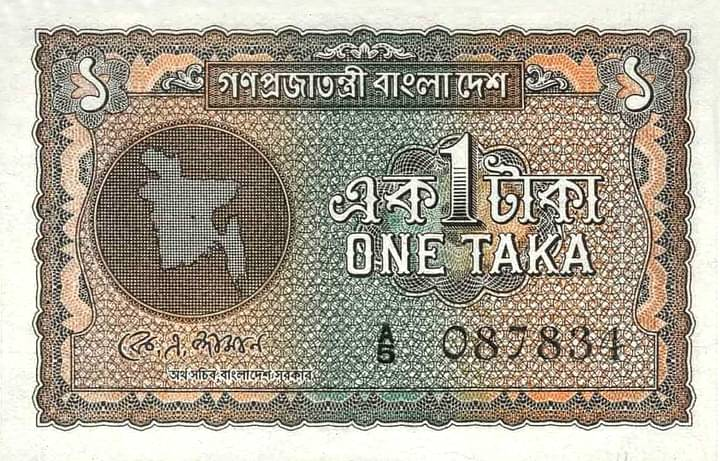 ১ গণপ্রজাতন্ত্রী বাংলাদেশ ১
এক 1 টাকা
ONE TAKA
A/5 087834
কে, এ, জামান
অর্থ সচিব, বাংলাদেশ সরকার